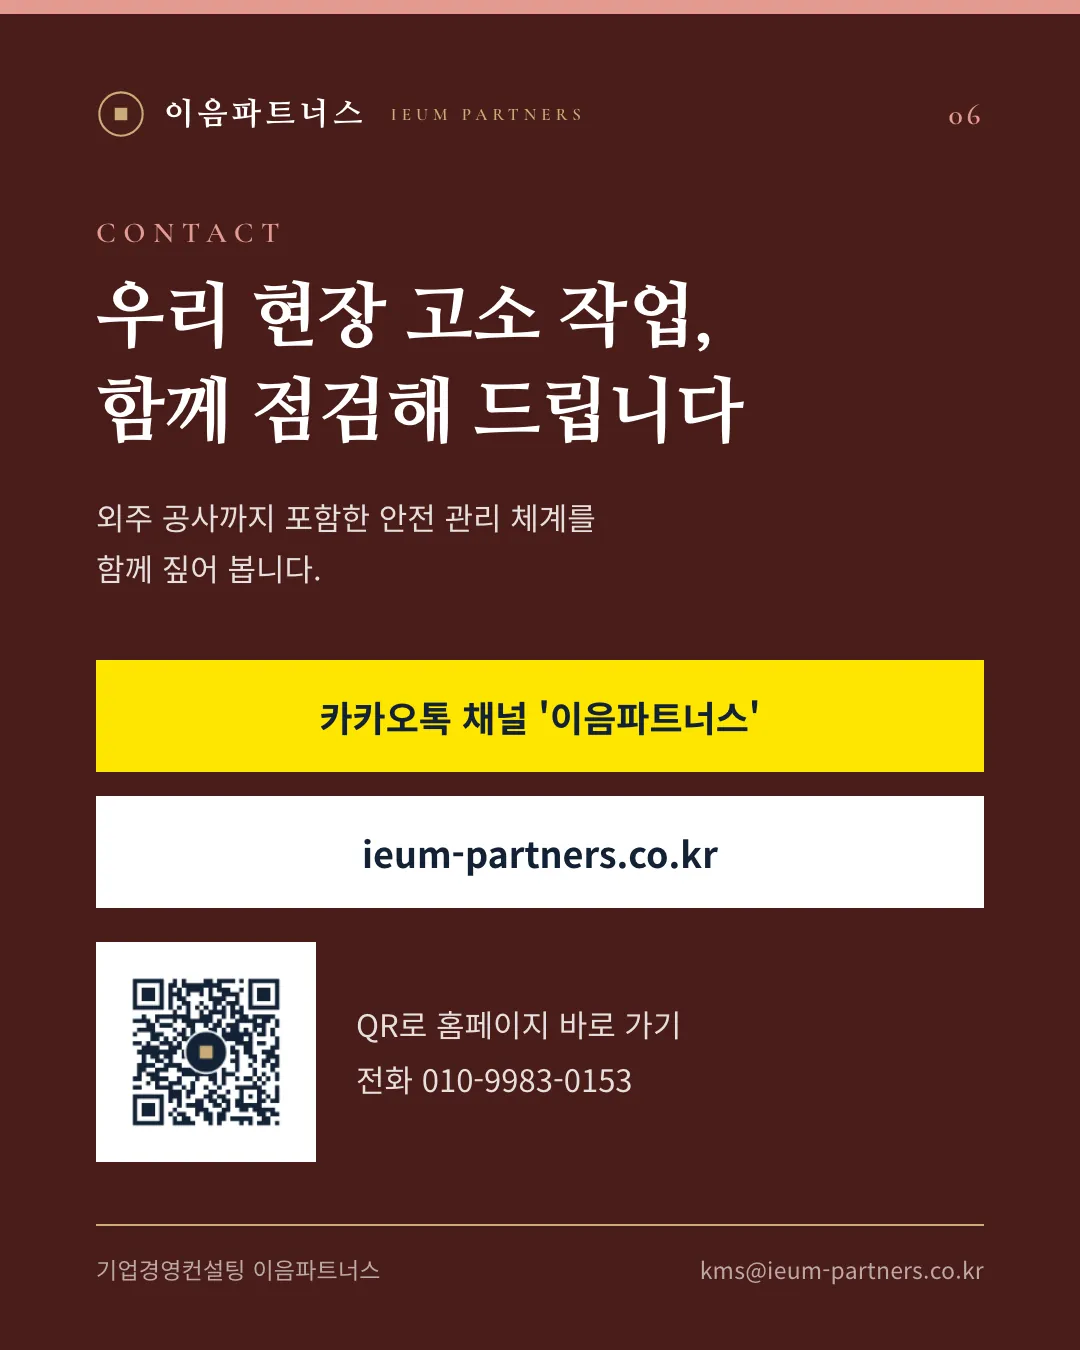 이음파트너스 IEUM PARTNERS 06
CONTACT
우리 현장 고소 작업,
함께 점검해 드립니다
외주 공사까지 포함한 안전 관리 체계를
함께 짚어 봅니다.
카카오톡 채널 '이음파트너스'
ieum-partners.co.kr
QR로 홈페이지 바로 가기
전화 010-9983-0153
기업경영컨설팅 이음파트너스 kms@ieum-partners.co.kr